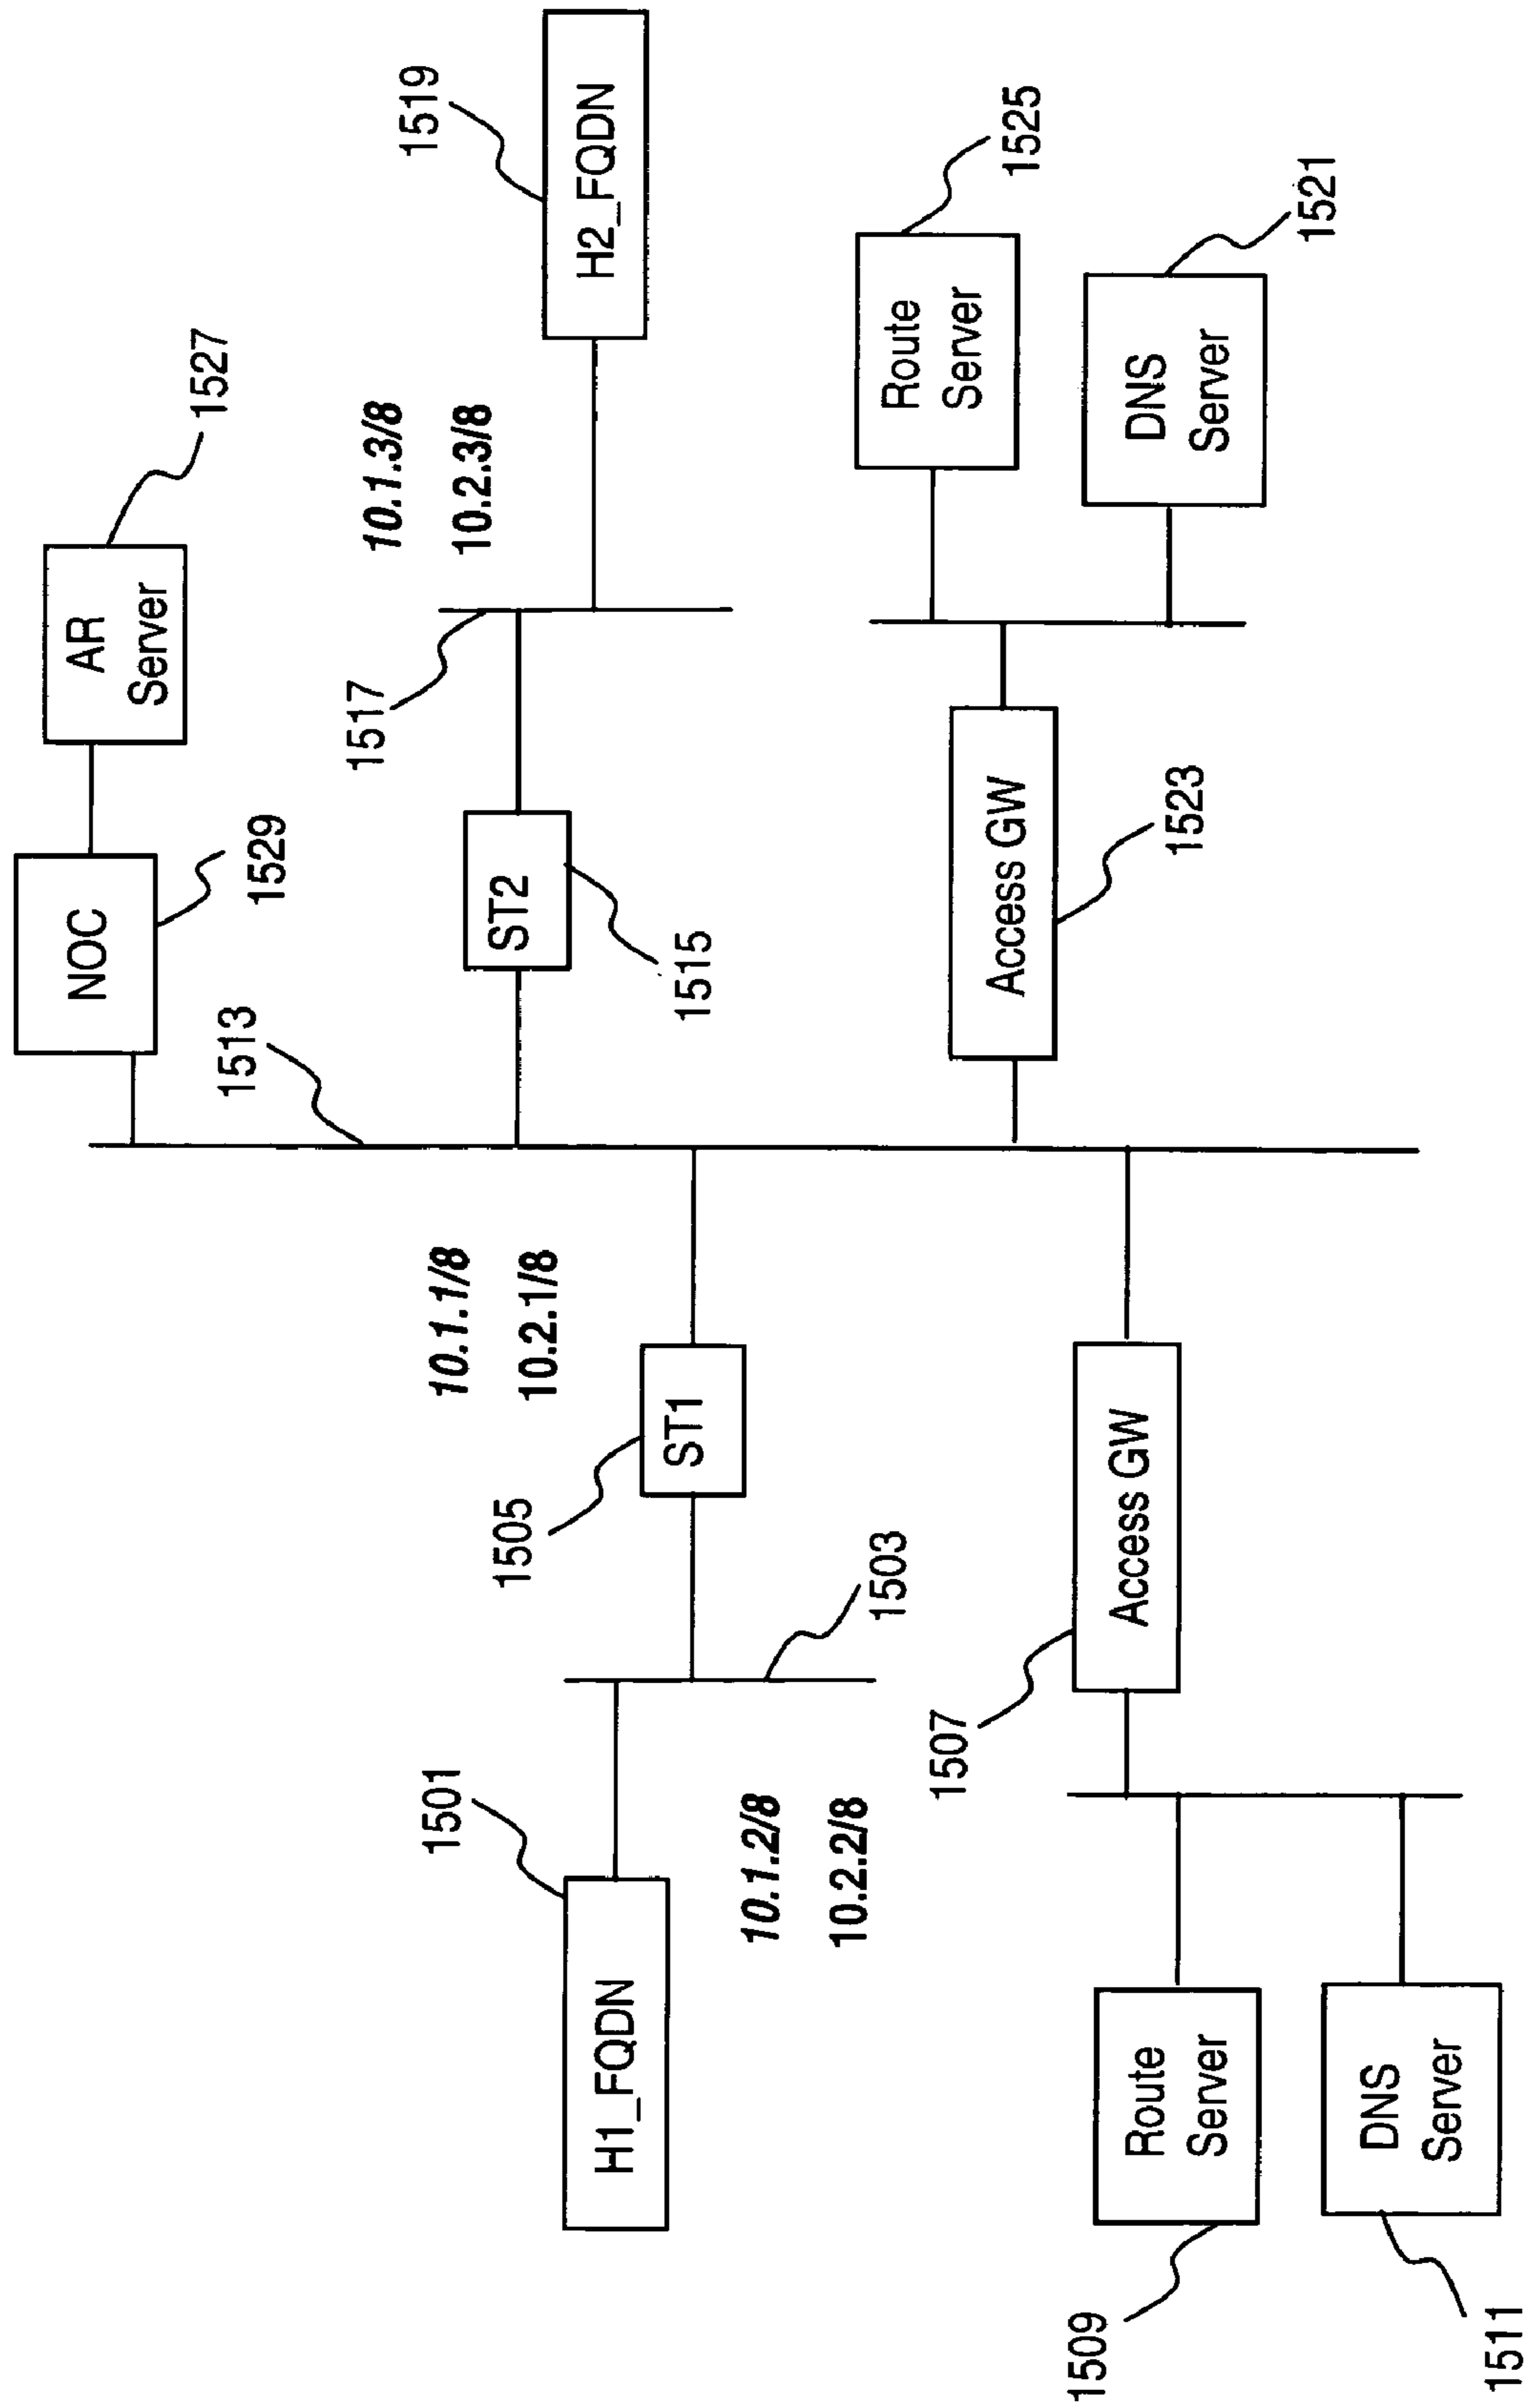 NOC
AR
Server
1527
1529
1513
ST2
1515
1517
10.1.3/8
10.2.3/8
1519
H2_FQDN
10.1.1/8
10.2.1/8
1505
ST1
1503
1501
H1_FQDN
10.1.2/8
10.2.2/8
Access GW
1523
Route
Server
1525
DNS
Server
1521
1507
Access GW
Route
Server
1509
DNS
Server
1511